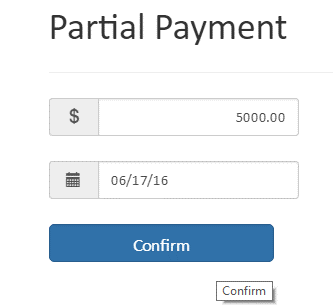 Partial Payment
$ 5000.00
06/17/16
Confirm
Confirm